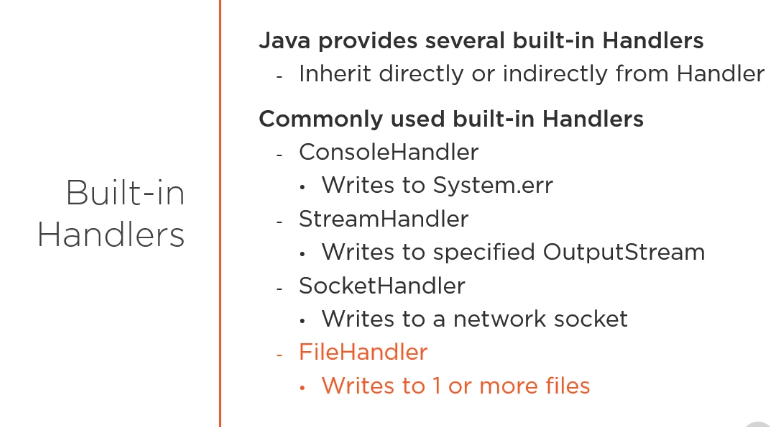 Built-in
Handlers
Java provides several built-in Handlers
- Inherit directly or indirectly from Handler
Commonly used built-in Handlers
- ConsoleHandler
• Writes to System.err
- StreamHandler
• Writes to specified OutputStream
- SocketHandler
• Writes to a network socket
- FileHandler
• Writes to 1 or more files